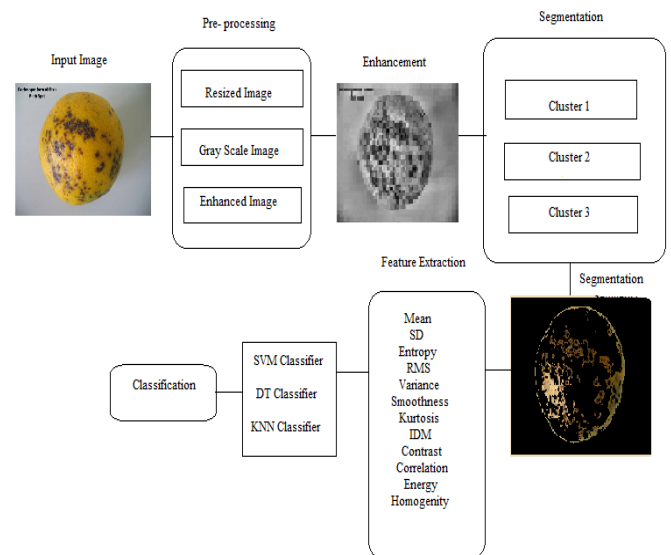 Pre- processing
Segmentation
Input Image
Enhancement
Resized Image
Gray Scale Image
Enhanced Image
Cluster 1
Cluster 2
Cluster 3
Feature Extraction
Segmentation
Mean
SD
Entropy
RMS
Variance
Smoothness
Kurtosis
IDM
Contrast
Correlation
Energy
Homogenity
SVM Classifier
DT Classifier
KNN Classifier
Classification